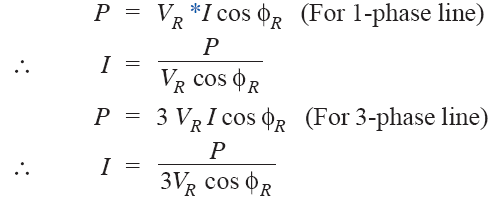 P = V_R *I cos ϕ_R (For 1-phase line)
∴ I = P / V_R cos ϕ_R
P = 3 V_R I cos ϕ_R (For 3-phase line)
∴ I = P / 3V_R cos ϕ_R